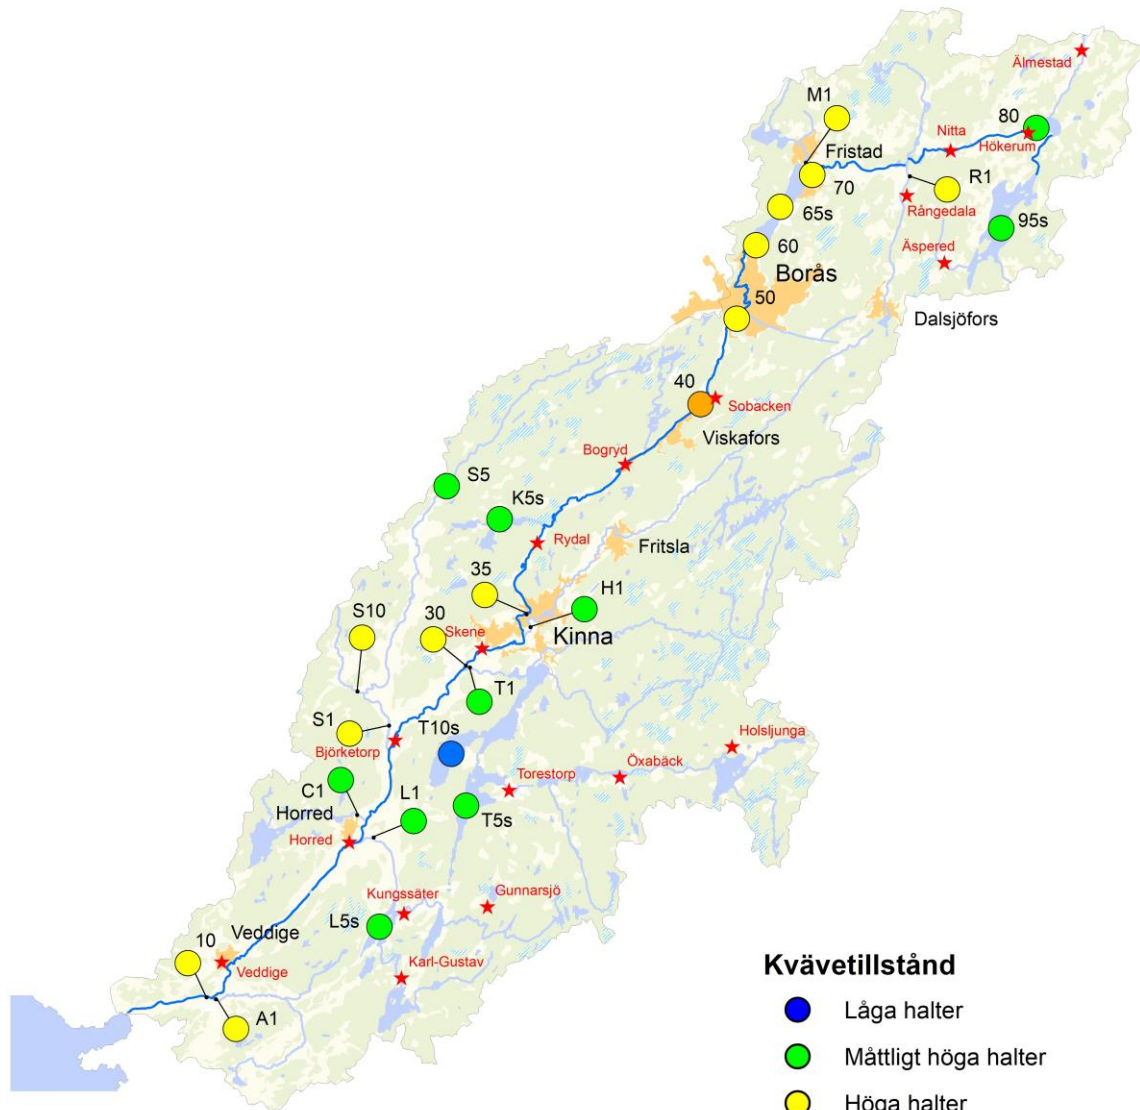 Älmestad
M1
80
Nitta
Hökerum
Fristad
R1
70
65s
Rångedala
95s
60
Äspered
Borås
50
Dalsjöfors
40
Sobacken
Viskafors
Bogryd
S5
K5s
Rydal
Fritsla
35
H1
S10
30
Skene
Kinna
T1
S1
T10s
Holsljunga
Björketorp
Öxabäck
Torestorp
C1
L1
T5s
Horred
Horred
Kungssäter
Gunnarsjö
L5s
10
Veddige
Veddige
Karl-Gustav
A1
Kvävetillstånd
Låga halter
Måttligt höga halter
Höga halter